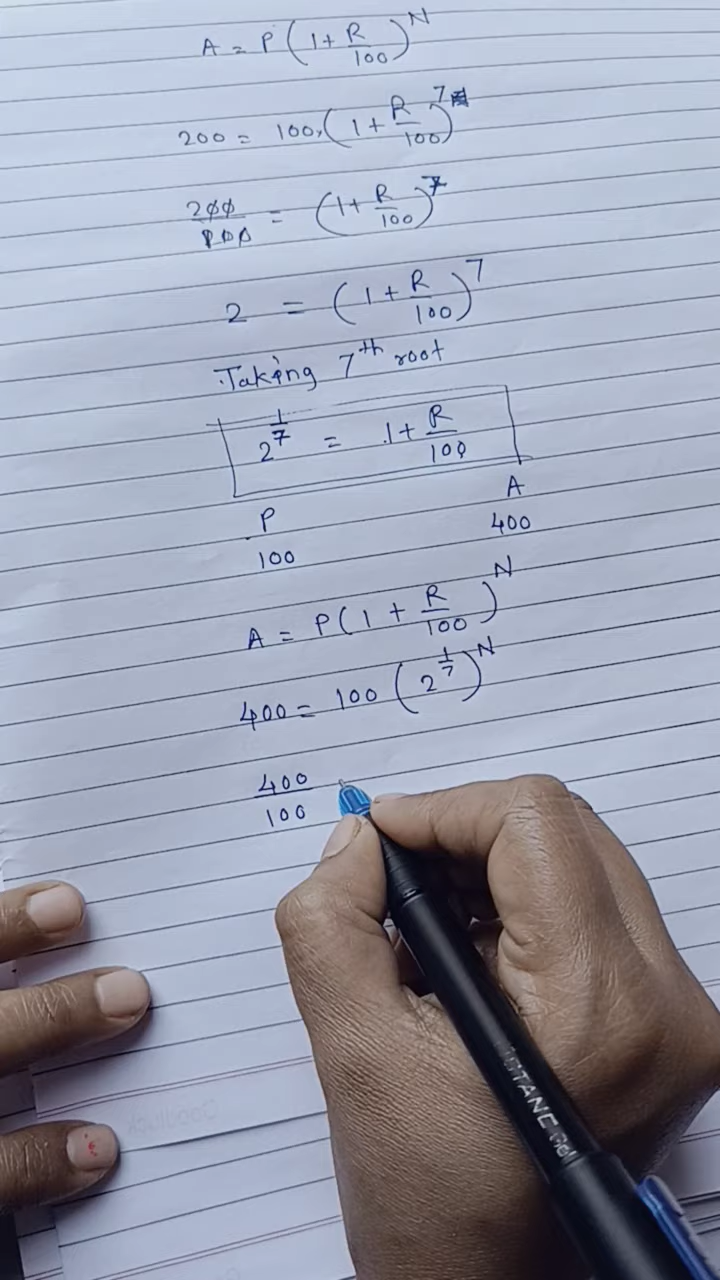 A = P(1 + R/100)^N
200 = 100, (1 + R/100)^7
200/100 = (1 + R/100)^7
2 = (1 + R/100)^7
Taking 7th root
2^(1/7) = 1 + R/100
P A
100 400
A = P(1 + R/100)^N
400 = 100 (2^(1/7))^N
400/100